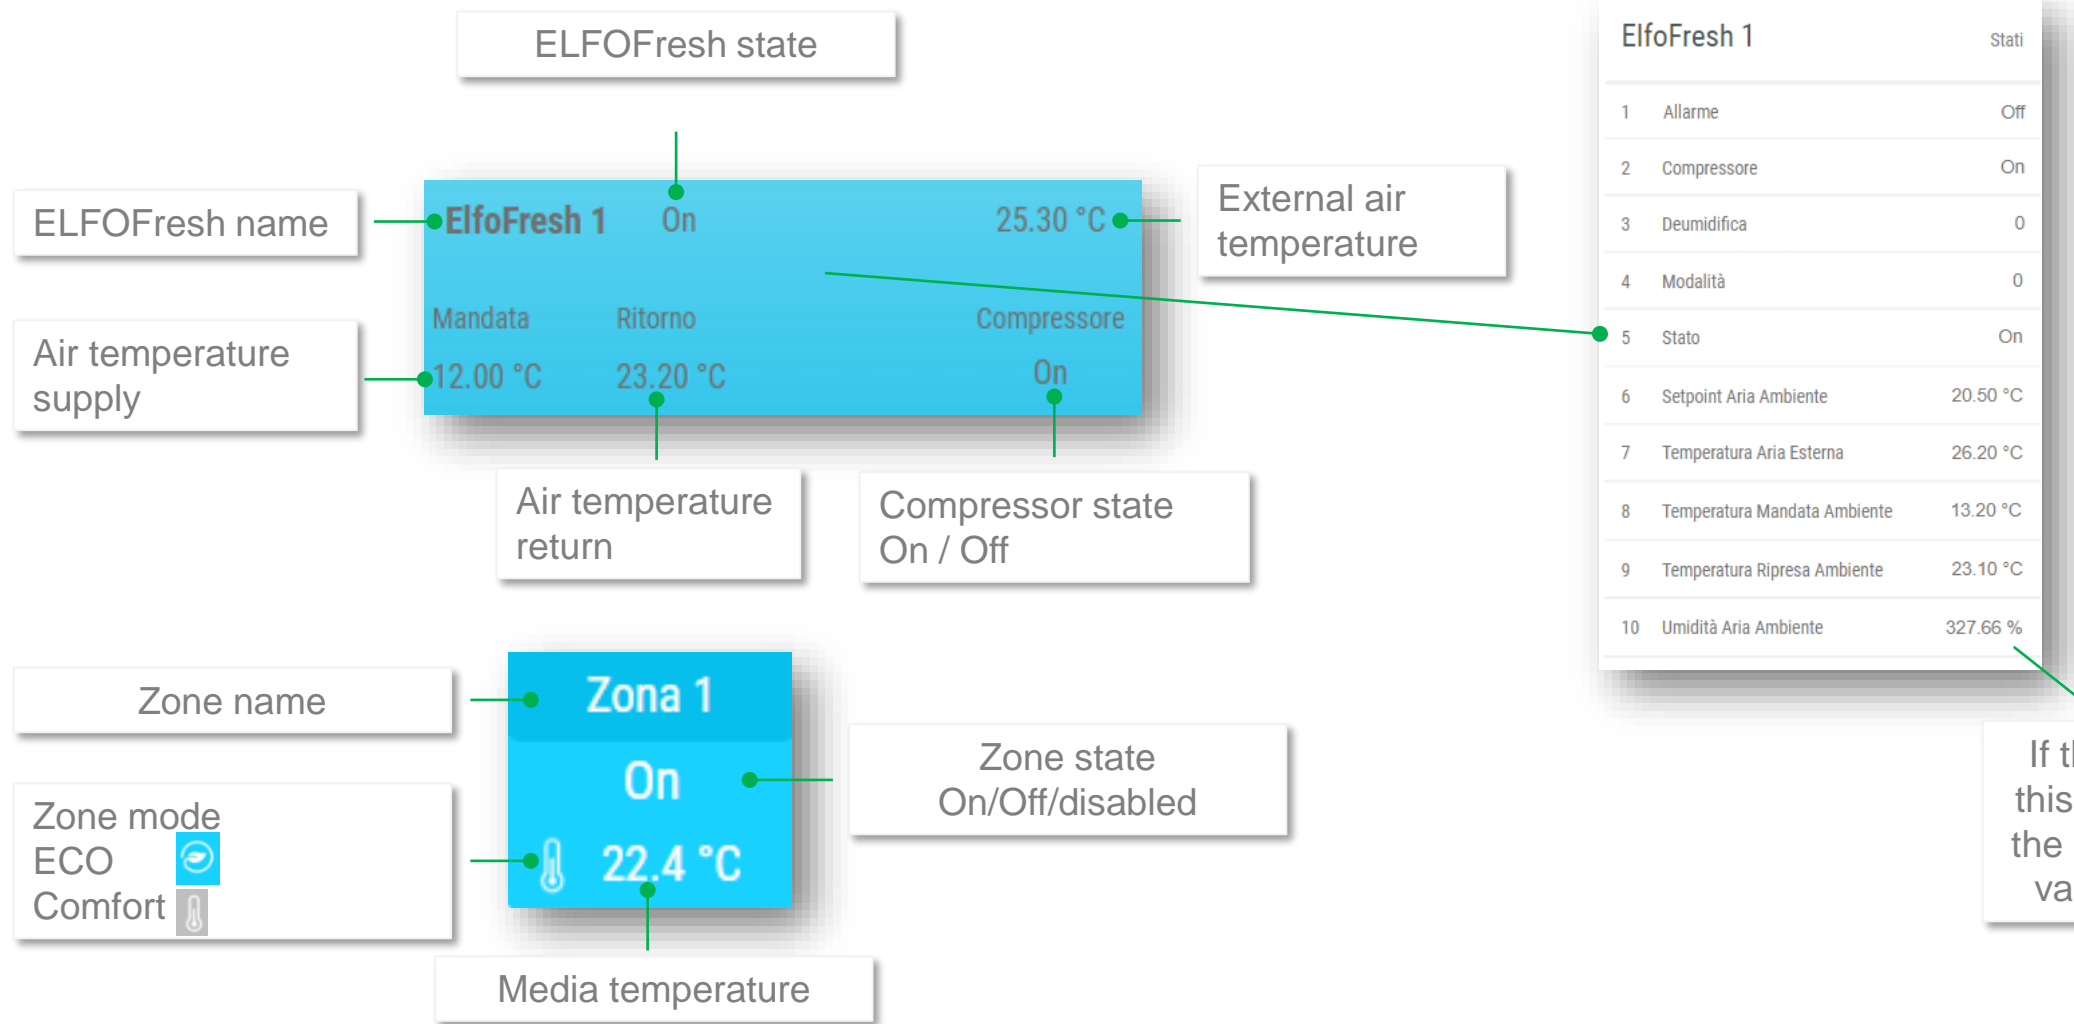 ELFOFresh state
ELFOFresh name
ElfoFresh 1 On 25.30 °C
External air
temperature
Air temperature
supply
Mandata Ritorno Compressore
12.00 °C 23.20 °C On
Air temperature
return
Compressor state
On / Off
Zone name
Zona 1
On
22.4 °C
Zone state
On/Off/disabled
Zone mode
ECO
Comfort
Media temperature
ElfoFresh 1 Stati
1 Allarme Off
2 Compressore On
3 Deumidifica 0
4 Modalità 0
5 Stato On
6 Setpoint Aria Ambiente 20.50 °C
7 Temperatura Aria Esterna 26.20 °C
8 Temperatura Mandata Ambiente 13.20 °C
9 Temperatura Ripresa Ambiente 23.10 °C
10 Umidità Aria Ambiente 327.66 %
If
this
the